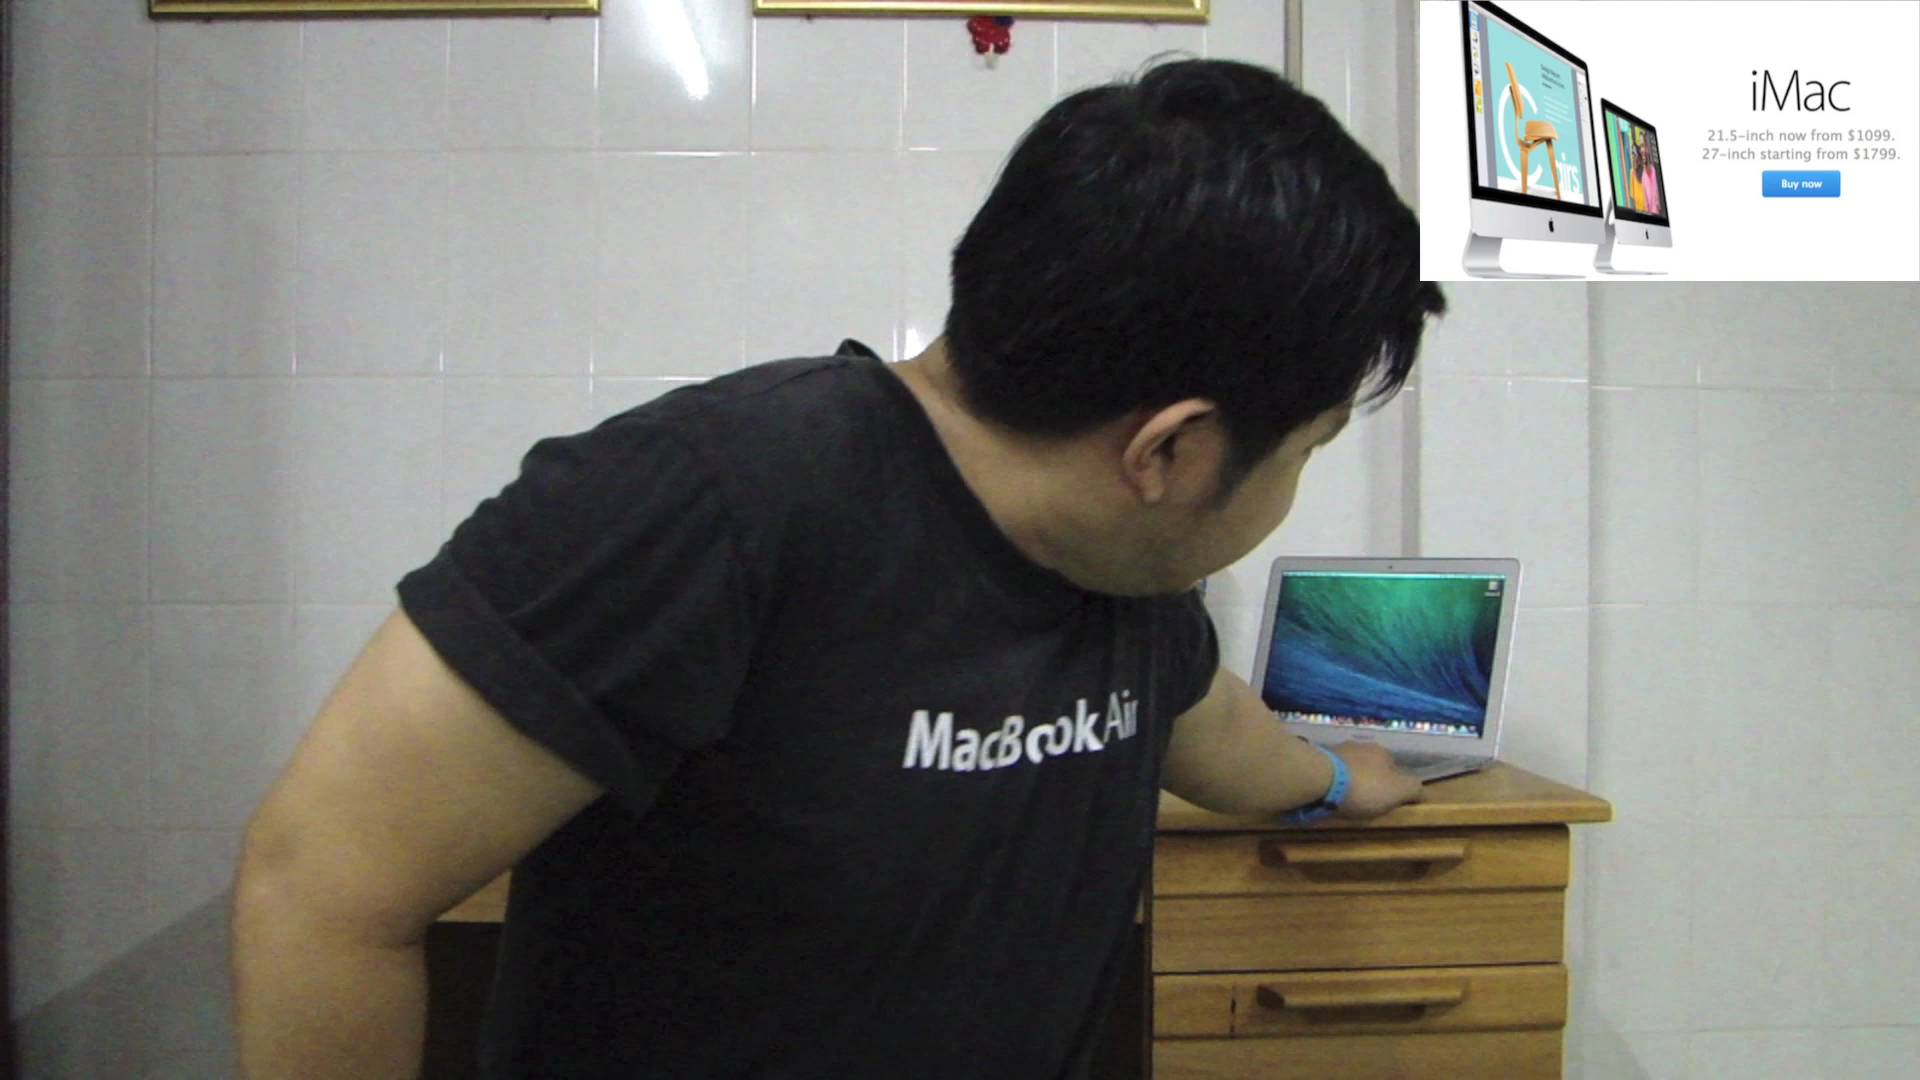 iMac
21.5-inch now from $1099.
27-inch starting from $1799.
Buy now
MacBook Air